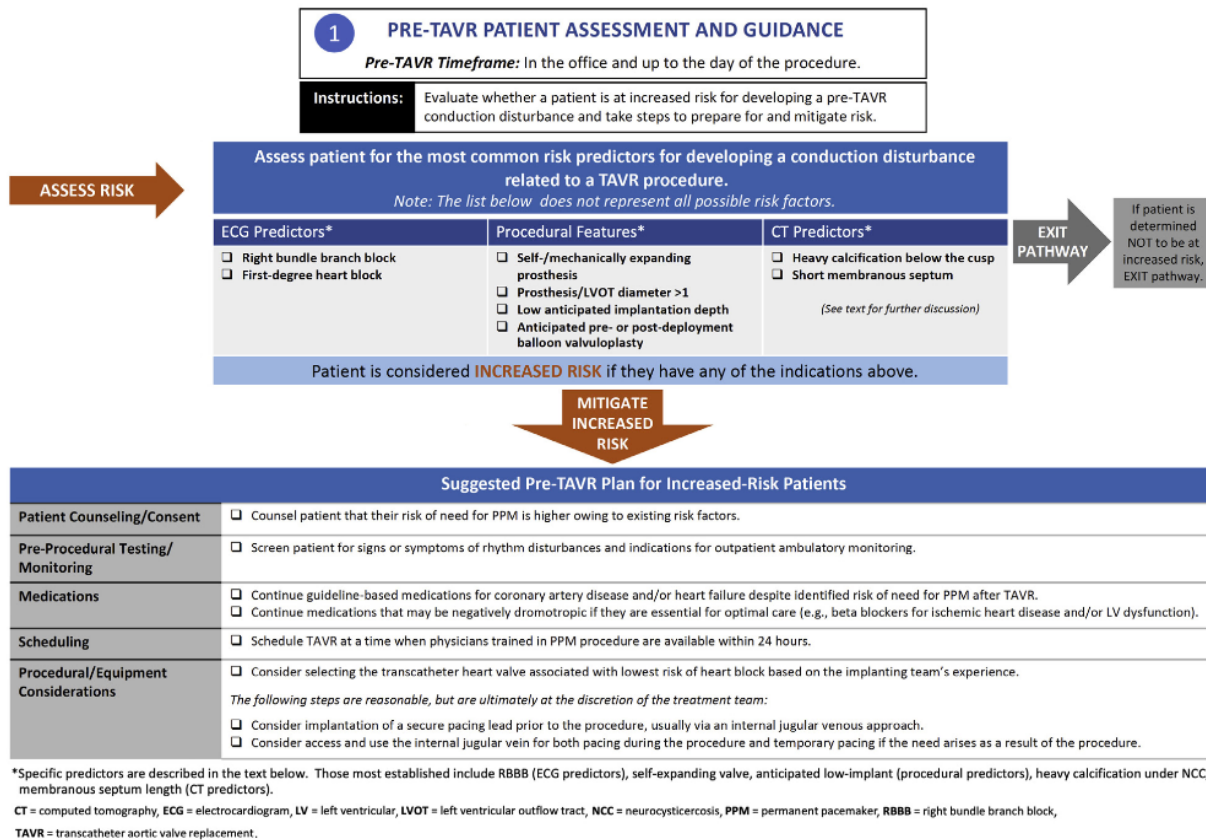 1
PRE-TAVR PATIENT ASSESSMENT AND GUIDANCE
Pre-TAVR Timeframe: In the office and up to the day of the procedure.
Instructions:
Evaluate whether a patient is at increased risk for developing a pre-TAVR
conduction disturbance and take steps to prepare for and mitigate risk.
ASSESS RISK
Assess patient for the most common risk predictors for developing a conduction disturbance
related to a TAVR procedure.
Note: The list below does not represent all possible risk factors.
ECG Predictors*
❑ Right bundle branch block
❑ First-degree heart block
Procedural Features*
❑ Self-/mechanically expanding
prosthesis
❑ Prosthesis/LVOT diameter >1
❑ Low anticipated implantation depth
❑ Anticipated pre- or post-deployment
balloon valvuloplasty
CT Predictors*
❑ Heavy calcification below the cusp
❑ Short membranous septum
(See text for further discussion)
EXIT
PATHWAY
If patient is
determined
NOT to be at
increased risk,
EXIT pathway.
Patient is considered INCREASED RISK if they have any of the indications above.
MITIGATE
INCREASED
RISK
Suggested Pre-TAVR Plan for Increased-Risk Patients
Patient Counseling/Consent
❑ Counsel patient that their risk of need for PPM is higher owing to existing risk factors.
Pre-Procedural Testing/
Monitoring
❑ Screen patient for signs or symptoms of rhythm disturbances and indications for outpatient ambulatory monitoring.
Medications
❑ Continue guideline-based medications for coronary artery disease and/or heart failure despite identified risk of need for PPM after TAVR.
❑ Continue medications that may be negatively dromotropic if they are essential for optimal care (e.g., beta blockers for ischemic heart disease and/or LV dysfunction).
Scheduling
❑ Schedule TAVR at a time when physicians trained in PPM procedure are available within 24 hours.
Procedural/Equipment
Considerations
❑ Consider selecting the transcatheter heart valve associated with lowest risk of heart block based on the implanting team's experience.
The following steps are reasonable, but are ultimately at the discretion of the treatment team:
❑ Consider implantation of a secure pacing lead prior to the procedure, usually via an internal jugular venous approach.
❑ Consider access and use the internal jugular vein for both pacing during the procedure and temporary pacing if the need arises as a result of the procedure.
*Specific predictors are described in the text below. Those most established include RBBB (ECG predictors), self-expanding valve, anticipated low-implant (procedural predictors), heavy calcification under NCC,
membranous septum length (CT predictors).
CT = computed tomography, ECG = electrocardiogram, LV = left ventricular, LVOT = left ventricular outflow tract, NCC = neurocysticercosis, PPM = permanent pacemaker, RBBB = right bundle branch block,
TAVR = transcatheter aortic valve replacement.